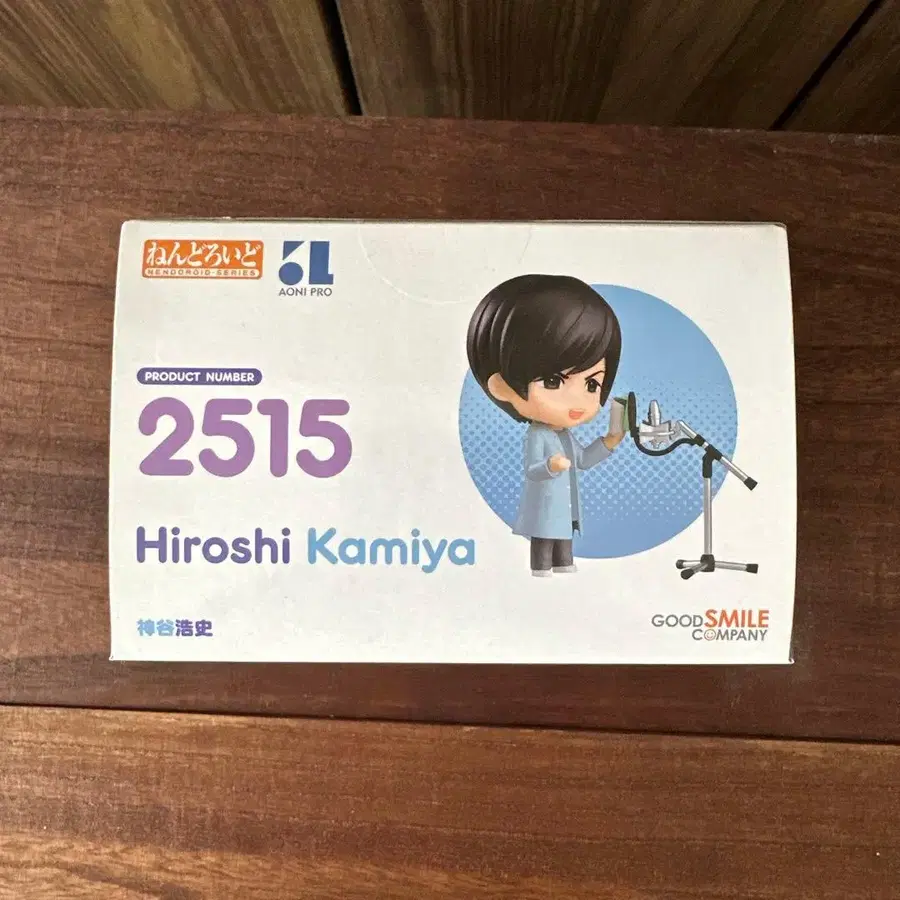 ねんどろいど
NENDOROID-SERIES
AONI PRO
PRODUCT NUMBER
2515
Hiroshi Kamiya
神谷浩史
GOOD SMILE
COMPANY